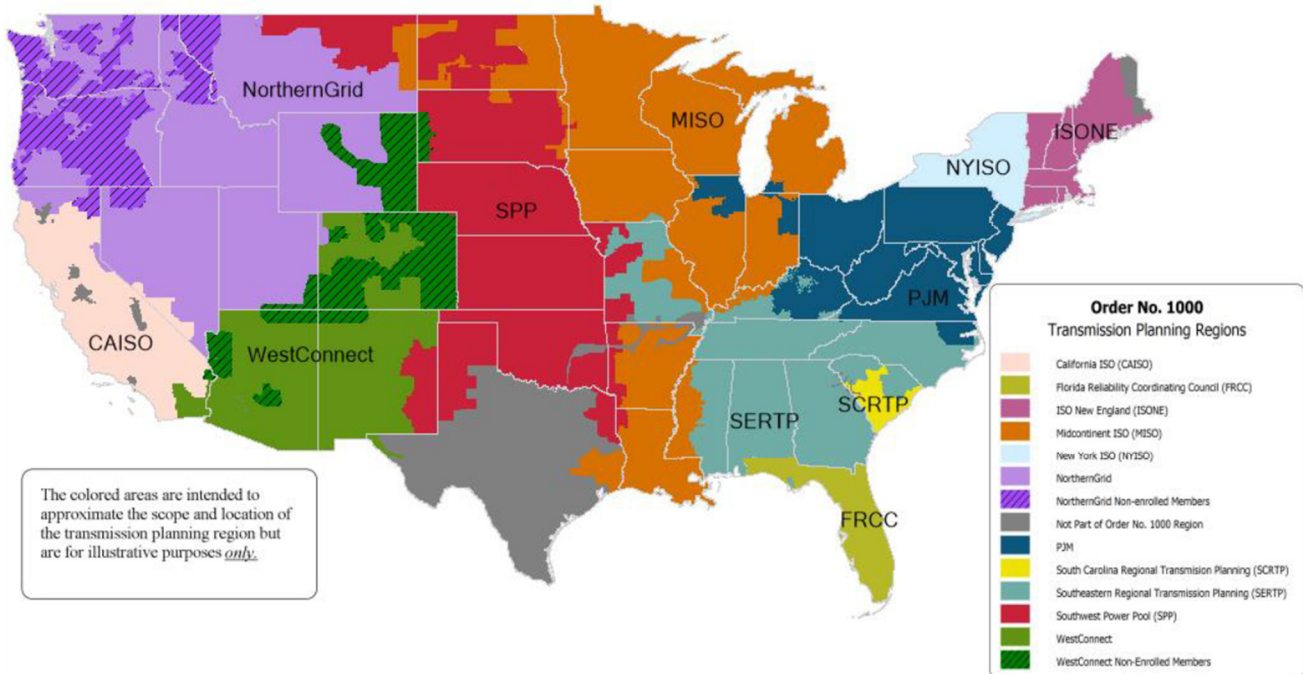 NorthernGrid
MISO
ISONE
NYISO
SPP
PJM
CAISO
WestConnect
SERTP
SCRTP
FRCC
The colored areas are intended to
approximate the scope and location of
the transmission planning region but
are for illustrative purposes only.
Order No. 1000
Transmission Planning Regions
California ISO (CAISO)
Florida Reliability Coordinating Council (FRCC)
ISO New England (ISONE)
Midcontinent ISO (MISO)
New York ISO (NYISO)
NorthernGrid
NorthernGrid Non-enrolled Members
Not Part of Order No. 1000 Region
PJM
South Carolina Regional Transmision Planning (SCRTP)
Southeastern Regional Transmission Planning (SERTP)
Southwest Power Pool (SPP)
WestConnect
WestConnect Non-Enrolled Members